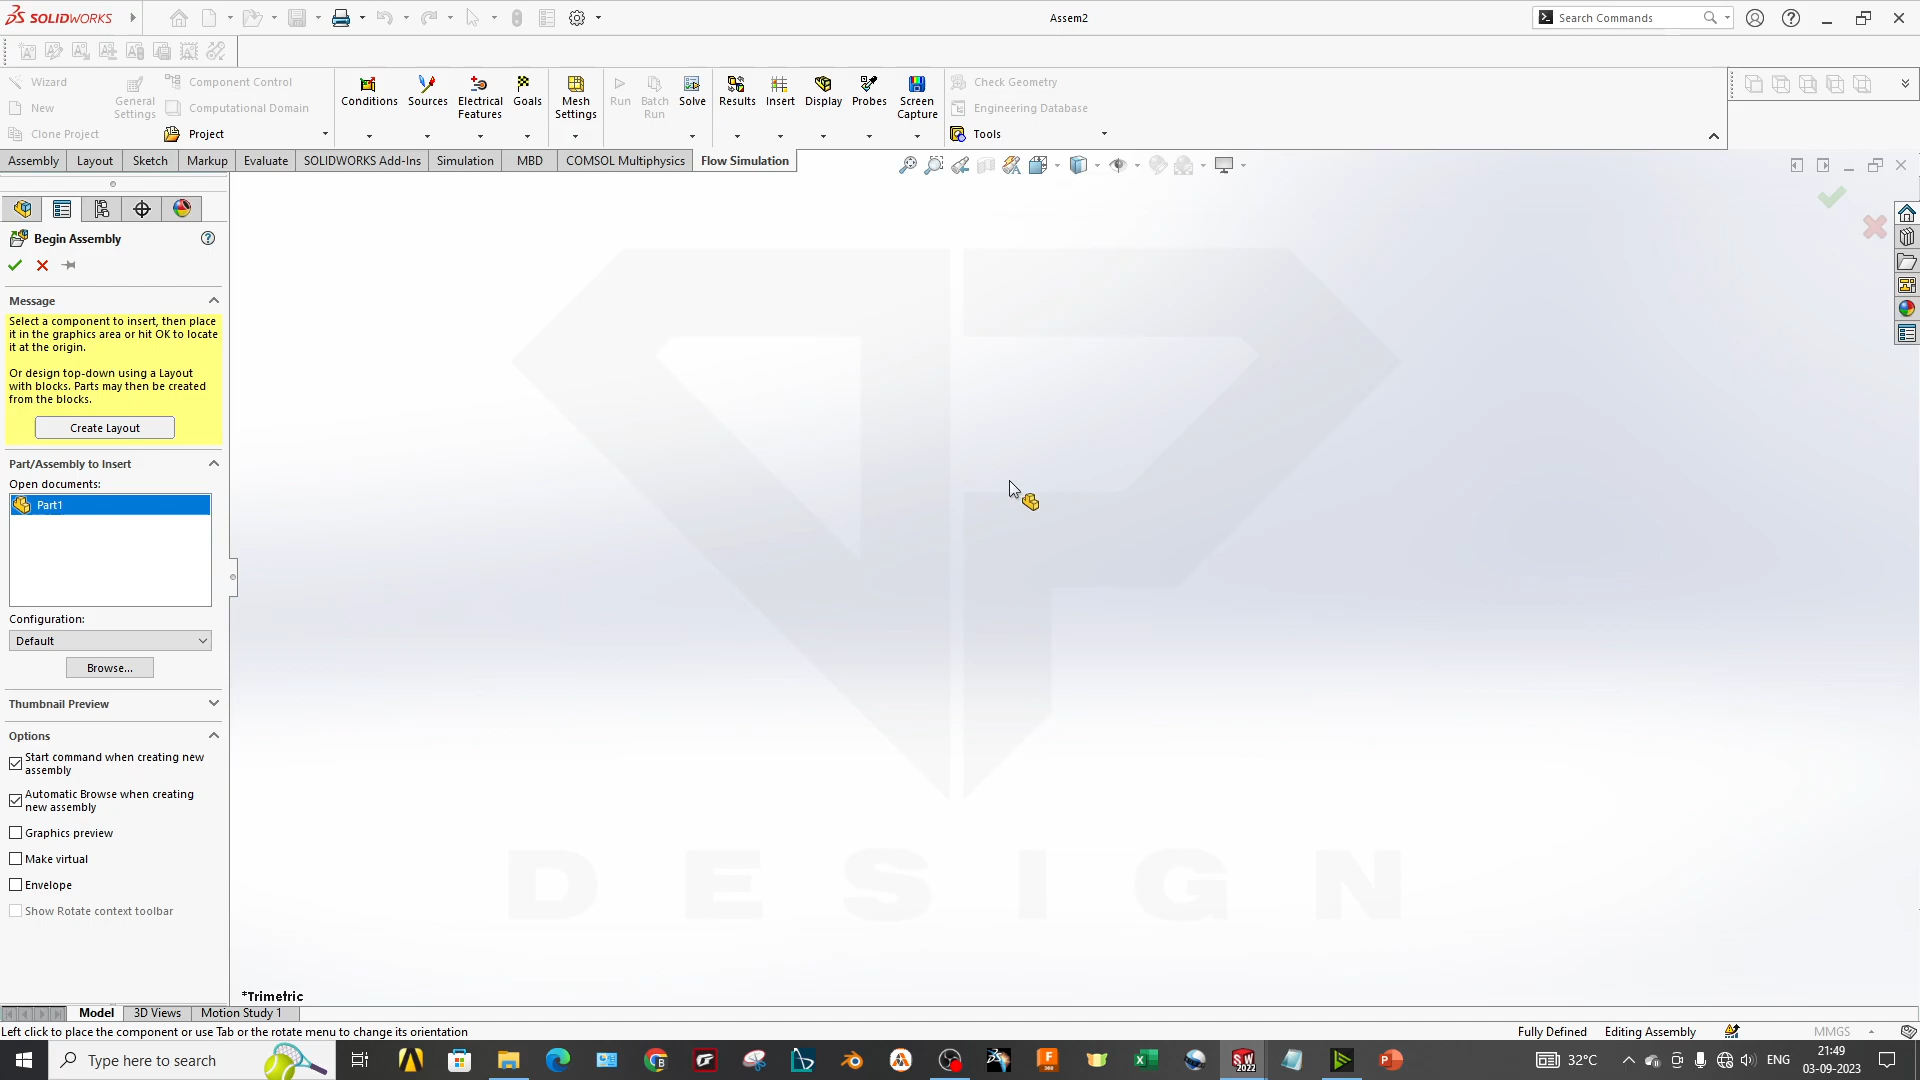 SOLIDWORKS
Assem2
Search Commands
Wizard
New
Clone Project
General Settings
Component Control
Computational Domain
Project
Conditions
Sources
Electrical Features
Goals
Mesh Settings
Run
Batch Run
Solve
Results
Insert
Display
Probes
Screen Capture
Check Geometry
Engineering Database
Tools
Assembly
Layout
Sketch
Markup
Evaluate
SOLIDWORKS Add-Ins
Simulation
MBD
COMSOL Multiphysics
Flow Simulation
Begin Assembly
Message
Select a component to insert, then place
it in the graphics area or hit OK to locate
it at the origin.
Or design top-down using a Layout
with blocks. Parts may then be created
from the blocks.
Create Layout
Part/Assembly to Insert
Open documents:
Part1
Configuration:
Default
Browse...
Thumbnail Preview
Options
Start command when creating new
assembly
Automatic Browse when creating
new assembly
Graphics preview
Make virtual
Envelope
Show Rotate context toolbar
DESIGN
*Trimetric
Model
3D Views
Motion Study 1
Left click to place the component or use Tab or the rotate menu to change its orientation
Fully Defined
Editing Assembly
MMGS
Type here to search
32°C
ENG
21:49
03-09-2023